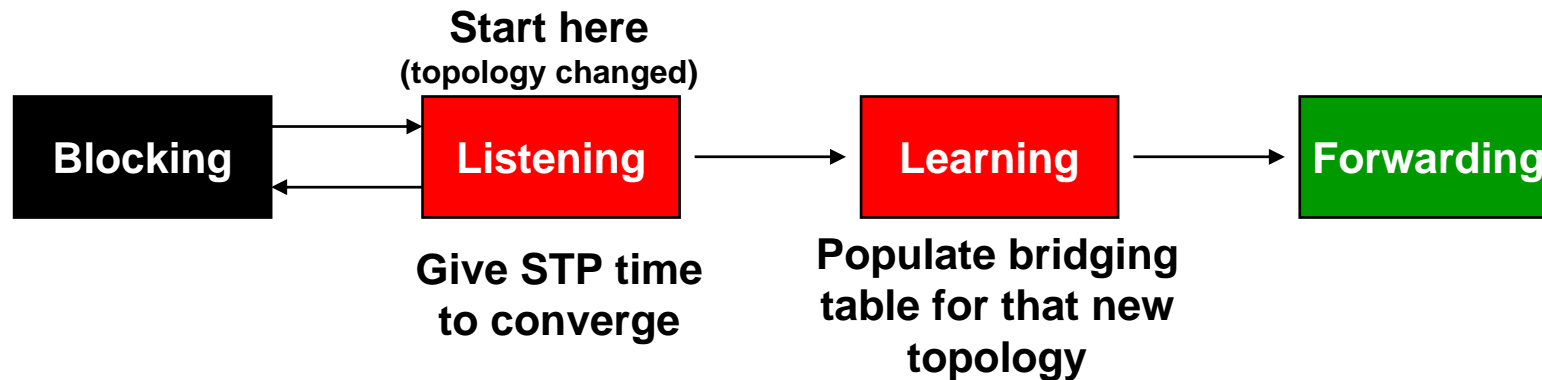 Start here
(topology changed)
Blocking
Listening
Learning
Forwarding
Give STP time
to converge
Populate bridging
table for that new
topology